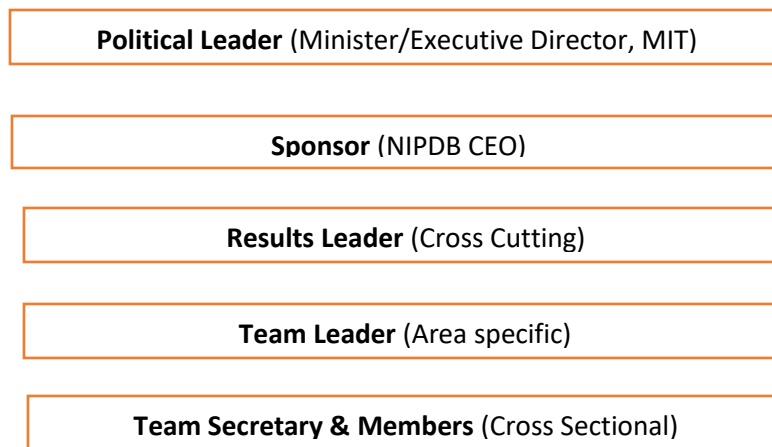 Political Leader (Minister/Executive Director, MIT)
Sponsor (NIPDB CEO)
Results Leader (Cross Cutting)
Team Leader (Area specific)
Team Secretary & Members (Cross Sectional)